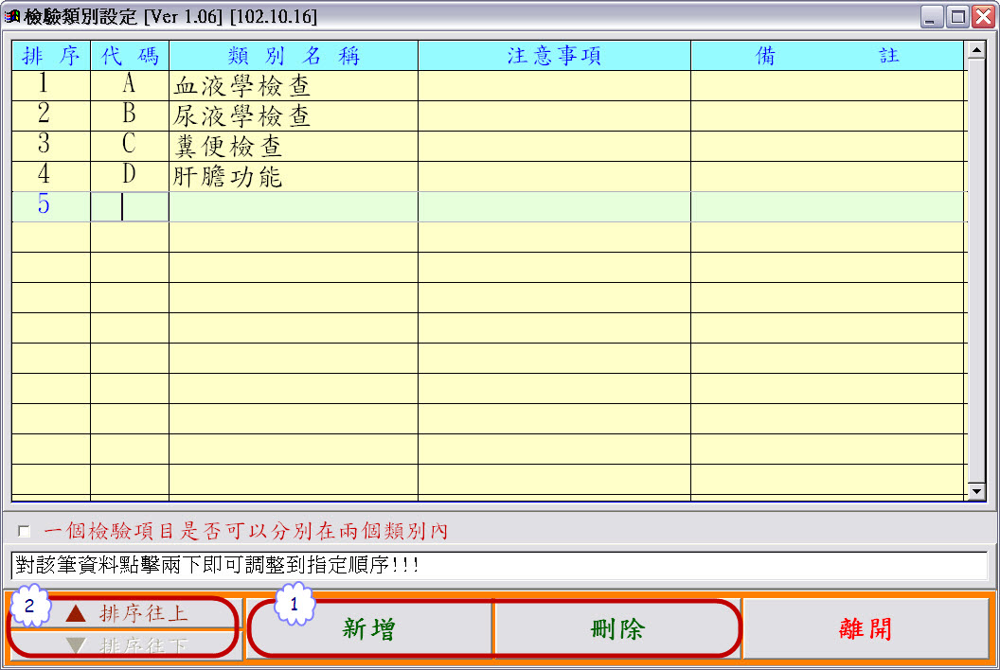 檢驗類別設定 [Ver 1.06] [102.10.16]
排 序 代 碼 類 別 名 稱 注意事項 備 註
1 A 血液學檢查
2 B 尿液學檢查
3 C 糞便檢查
4 D 肝膽功能
5
一個檢驗項目是否可以分別在兩個類別內
對該筆資料點擊兩下即可調整到指定順序!!!
2 ▲ 排序往上
▼ 排序往下
1 新增 刪除 離開